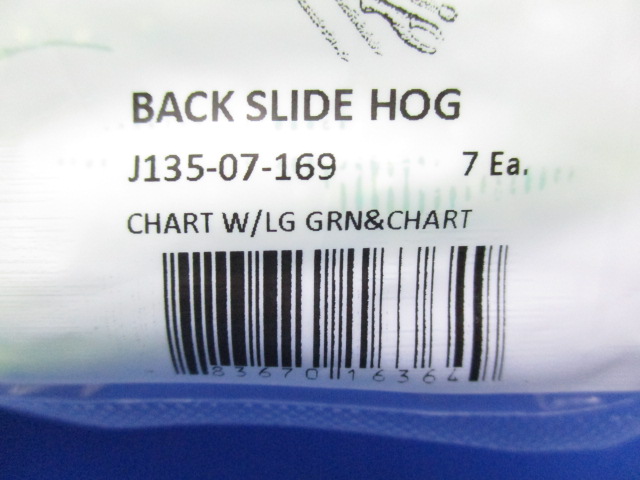 BACK SLIDE HOG
J135-07-169 7 Ea.
CHART W/LG GRN&CHART
83670 16364